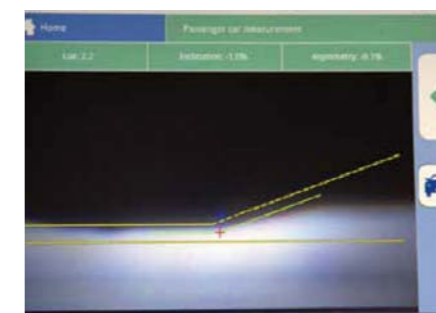 Home
Passenger car measurement
Lux: 2.2
Inclination: -1.3%
Asymmetry: -0.1%